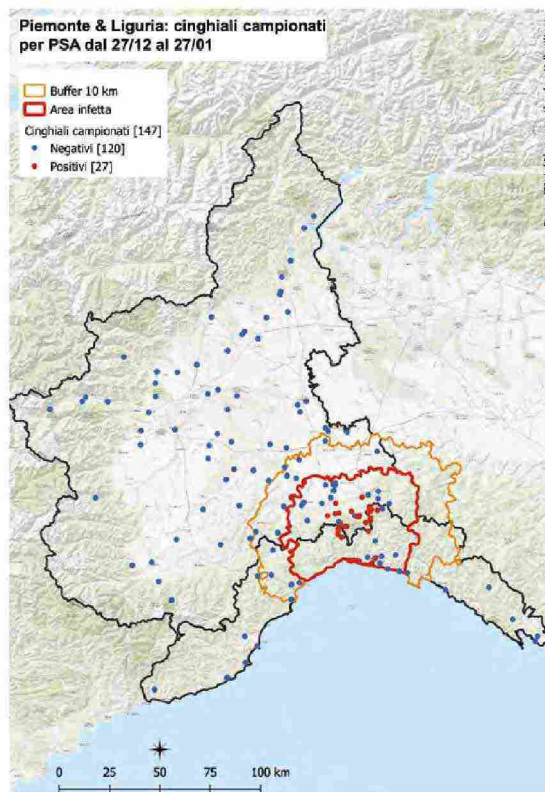 Piemonte & Liguria: cinghiali campionati
per PSA dal 27/12 al 27/01
Buffer 10 km
Area infetta
Cinghiali campionati [147]
Negativi [120]
Positivi [27]
0 25 50 75 100 km